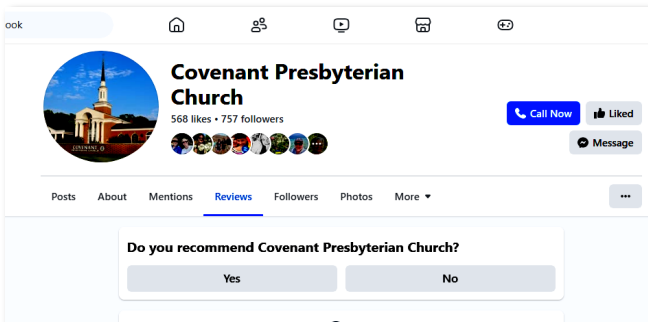 ook
Covenant Presbyterian
Church
568 likes • 757 followers
Call Now
Liked
Message
COVENANT
Posts About Mentions Reviews Followers Photos More
Do you recommend Covenant Presbyterian Church?
Yes No